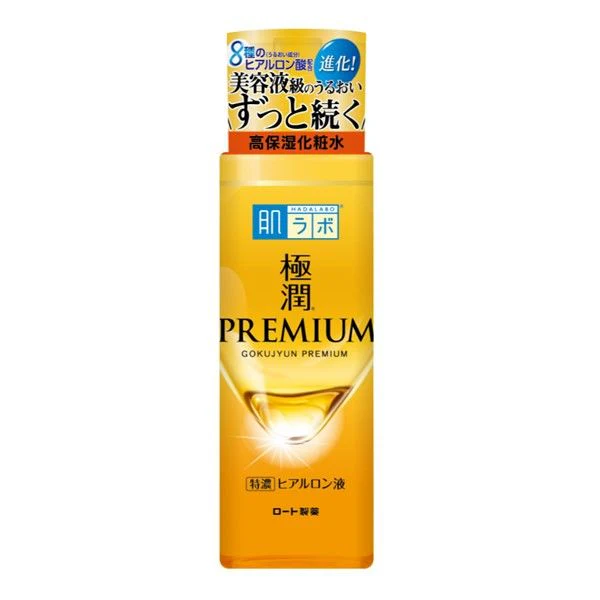 8種の(うるおい成分)
ヒアルロン酸配合
進化!
美容液級のうるおい
ずっと続く
高保湿化粧水
HADALABO
肌ラボ®
極
潤®
PREMIUM
GOKUJYUN PREMIUM
特濃 ヒアルロン液
ロート製薬